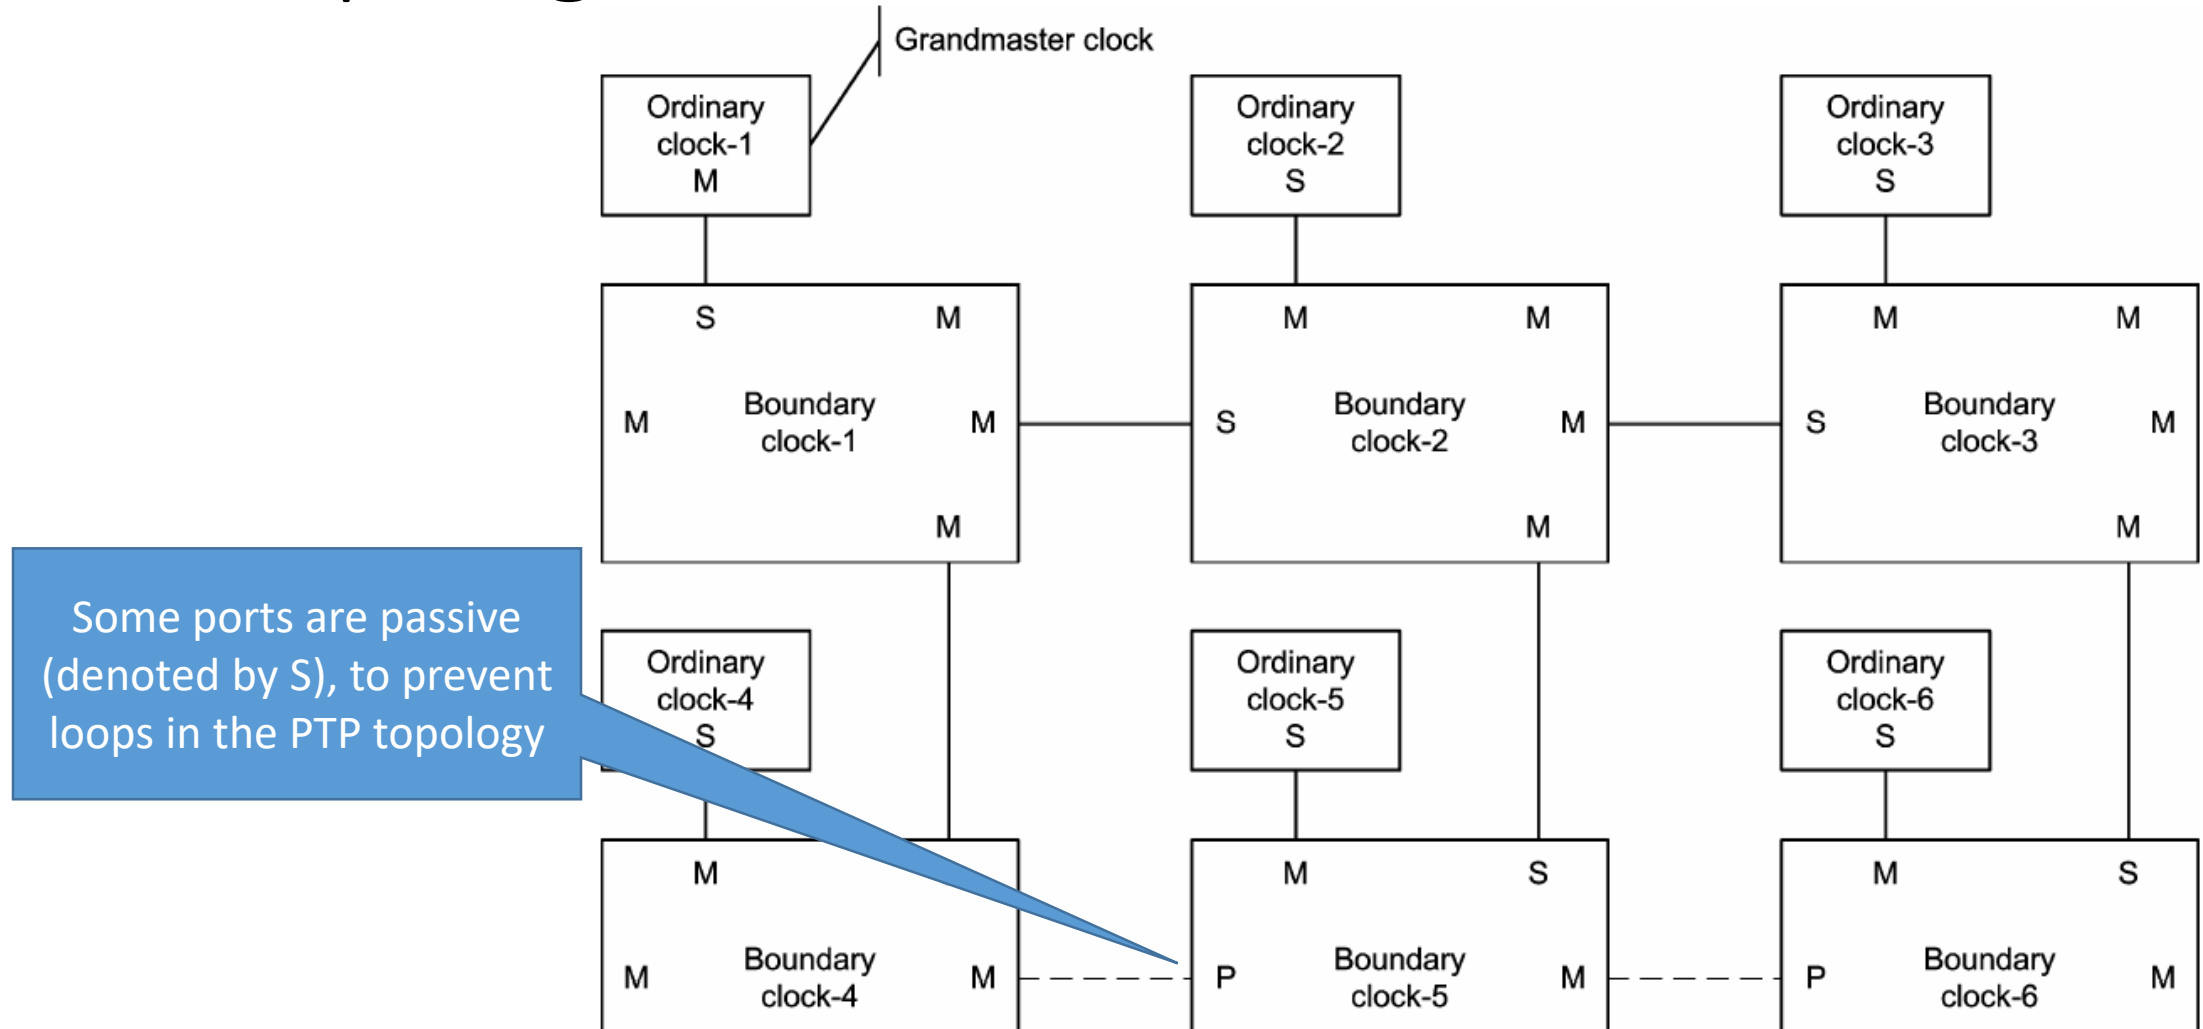 Grandmaster clock
Ordinary
clock-1
M
Ordinary
clock-2
S
Ordinary
clock-3
S
S M
M Boundary M
clock-1
M
M M
S Boundary M
clock-2
M
M M
S Boundary M
clock-3
M
Some ports are passive
(denoted by S), to prevent
loops in the PTP topology
Ordinary
clock-4
S
Ordinary
clock-5
S
Ordinary
clock-6
S
M
M Boundary M
clock-4
M S
P Boundary M
clock-5
M S
P Boundary M
clock-6